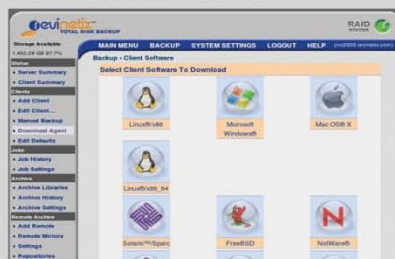 evinetix
TOTAL DISK BACKUP
RAID
STATUS
Storage Available
MAIN MENU BACKUP SYSTEM SETTINGS LOGOUT HELP
Status
Backup - Client Software
Server Summary
Select Client Software To Download
Client Summary
Clients
Add Client
Edit Client...
Manual Backup
Download Agent
Edit Defaults
Linux®/x86
Microsoft Windows®
Mac OS® X
Jobs
Job History
Job Settings
Archive
Archive Libraries
Archive History
Archive Settings
Linux®/x86_64
Remote Archive
Add Remote
Remote Mirrors
Settings
Repositories
Solaris™/Sparc
FreeBSD
NetWare®